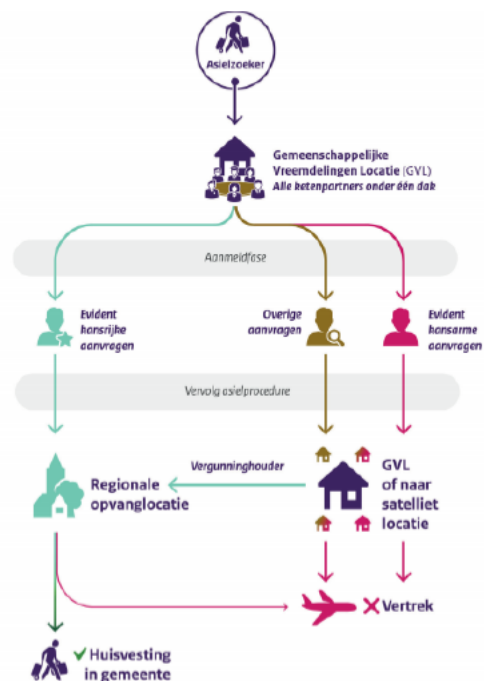 Asielzoeker
Gemeenschappelijke
Vreemdelingen Locatie (GVL)
Alle ketenpartners onder één dak
Aanmeldfase
Evident
kansrijke
aanvragen
Overige
aanvragen
Evident
kansarme
aanvragen
Vervolg asielprocedure
Vergunninghouder
Regionale
opvanglocatie
GVL
of naar
satelliet
locatie
Vertrek
Huisvesting
in gemeente